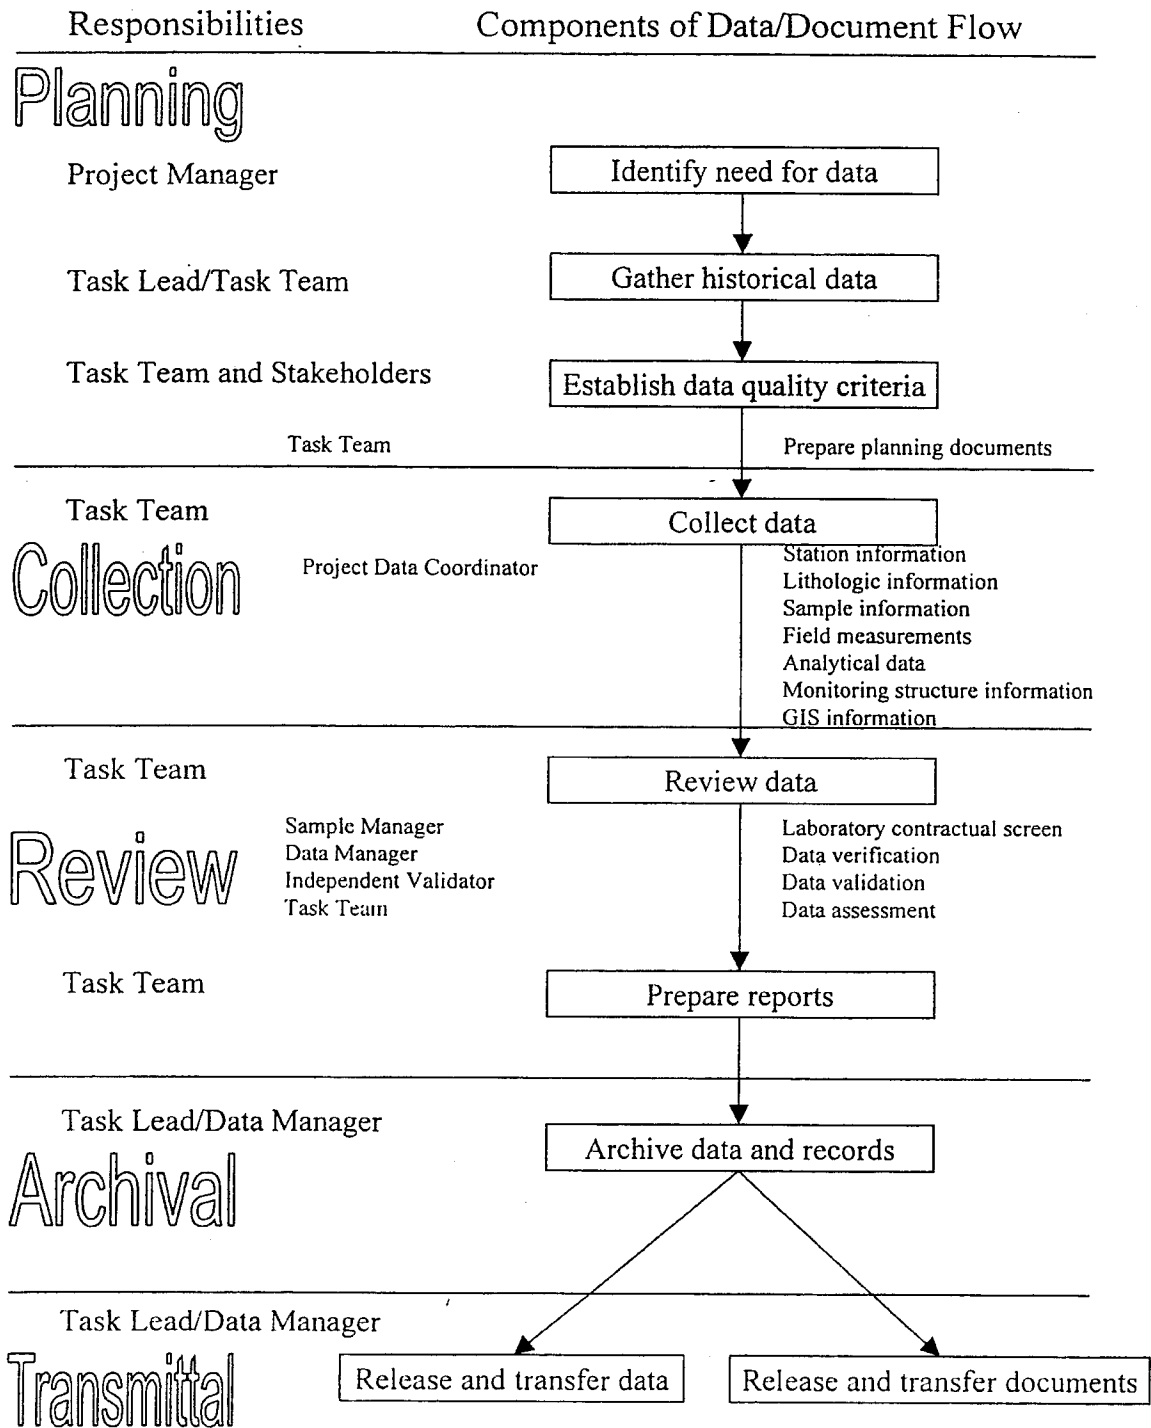 Responsibilities Components of Data/Document Flow
Planning
Project Manager Identify need for data
Task Lead/Task Team Gather historical data
Task Team and Stakeholders Establish data quality criteria
Task Team Prepare planning documents
Task Team Collect data
Collection
Project Data Coordinator Station information
Lithologic information
Sample information
Field measurements
Analytical data
Monitoring structure information
GIS information
Task Team Review data
Review
Sample Manager Laboratory contractual screen
Data Manager Data verification
Independent Validator Data validation
Task Team Data assessment
Task Team Prepare reports
Task Lead/Data Manager Archive data and records
Archival
Task Lead/Data Manager
Transmittal
Release and transfer data Release and transfer documents